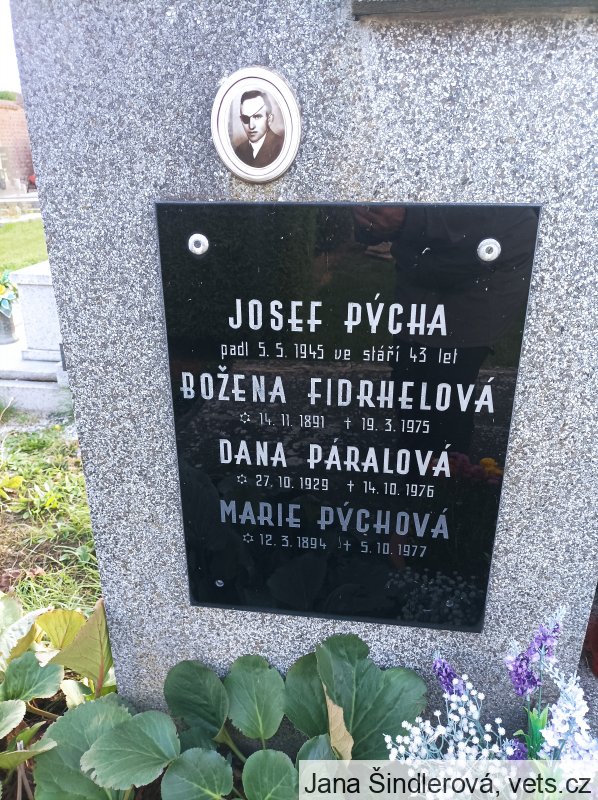 JOSEF PÝCHA
padl 5. 5. 1945 ve stáří 43 let
BOŽENA FIDRHELOVÁ
✡ 14. 11. 1891 † 19. 3. 1975
DANA PÁRALOVÁ
✡ 27. 10. 1929 † 14. 10. 1976
MARIE PÝCHOVÁ
✡ 12. 3. 1894 † 5. 10. 1977
Jana Šindlerová, vets.cz